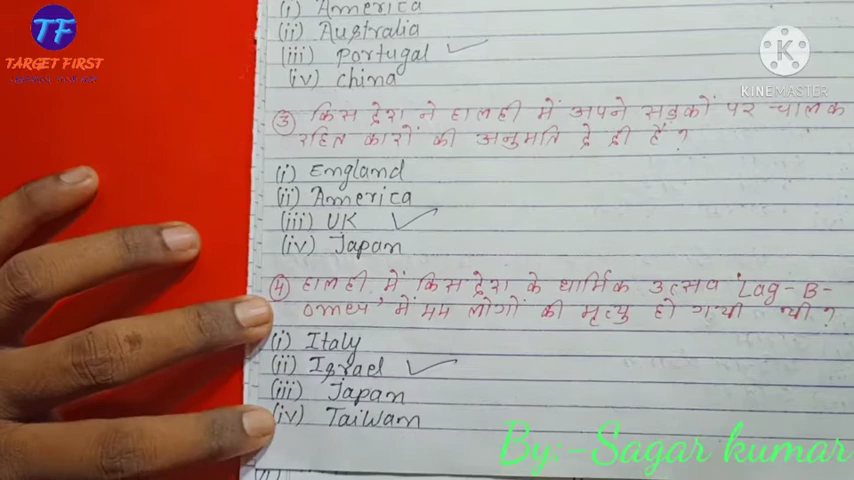 TF
TARGET FIRST
K
KINEMASTER
(i) America
(ii) Australia
(iii) Portugal
(iv) China
③ किस देश ने हालही में अपने सड़कों पर चालक
रहित कारों की अनुमति दे दी है ?
(i) England
(ii) America
(iii) UK
(iv) Japan
④ हालही में किस देश के धार्मिक उत्सव 'Lag-B-
omer' में 44 लोगों की मृत्यु हो गयी थी ?
(i) Italy
(ii) Israel
(iii) Japan
(iv) Taiwan
By:-Sagar kumar